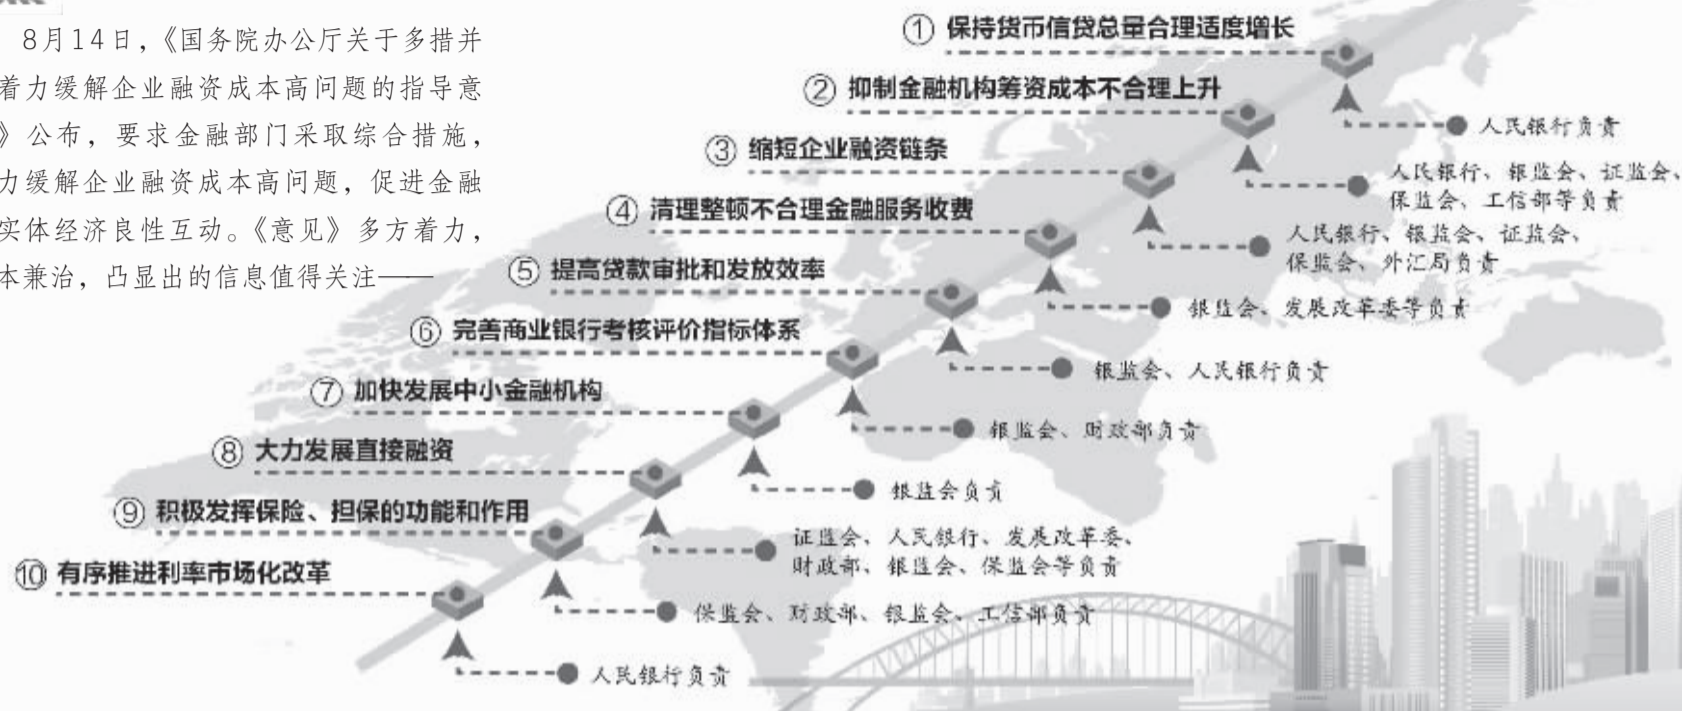 8月14日，《国务院办公厅关于多措并
着力缓解企业融资成本高问题的指导意
》公布，要求金融部门采取综合措施，
力缓解企业融资成本高问题，促进金融
实体经济良性互动。《意见》多方着力，
本兼治，凸显出的信息值得关注——
① 保持货币信贷总量合理适度增长
人民银行负责
② 抑制金融机构筹资成本不合理上升
人民银行、银监会、证监会、
保监会、工信部等负责
③ 缩短企业融资链条
人民银行、银监会、证监会、
保监会、外汇局负责
④ 清理整顿不合理金融服务收费
银监会、发展改革委等负责
⑤ 提高贷款审批和发放效率
银监会、人民银行负责
⑥ 完善商业银行考核评价指标体系
银监会、财政部负责
⑦ 加快发展中小金融机构
银监会负责
⑧ 大力发展直接融资
证监会、人民银行、发展改革委、
财政部、银监会、保监会等负责
⑨ 积极发挥保险、担保的功能和作用
保监会、财政部、银监会、工信部负责
⑩ 有序推进利率市场化改革
人民银行负责